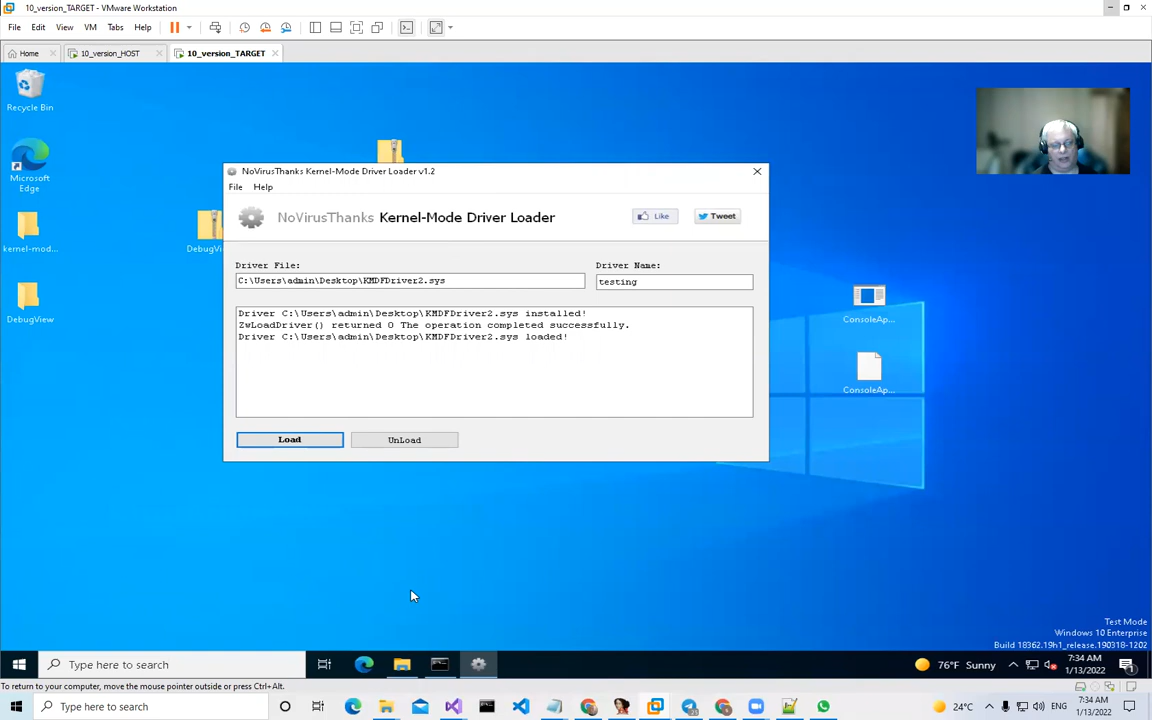 10_version_TARGET - VMware Workstation
File Edit View VM Tabs Help
Home 10_version_HOST 10_version_TARGET
Recycle Bin
Microsoft
Edge
kernel-mod...
DebugVi
DebugView
NoVirusThanks Kernel-Mode Driver Loader v1.2
File Help
NoVirusThanks Kernel-Mode Driver Loader
Like Tweet
Driver File: Driver Name:
C:\Users\admin\Desktop\KMDFDriver2.sys testing
Driver C:\Users\admin\Desktop\KMDFDriver2.sys installed!
ZwLoadDriver() returned 0 The operation completed successfully.
Driver C:\Users\admin\Desktop\KMDFDriver2.sys loaded!
Load UnLoad
ConsoleAp...
ConsoleAp...
Test Mode
Windows 10 Enterprise
Build 18362.19h1_release.190318-1202
Type here to search 76°F Sunny 7:34 AM
1/13/2022
To return to your computer, move the mouse pointer outside or press Ctrl+Alt.
Type here to search 24°C ENG 7:34 AM
1/13/2022